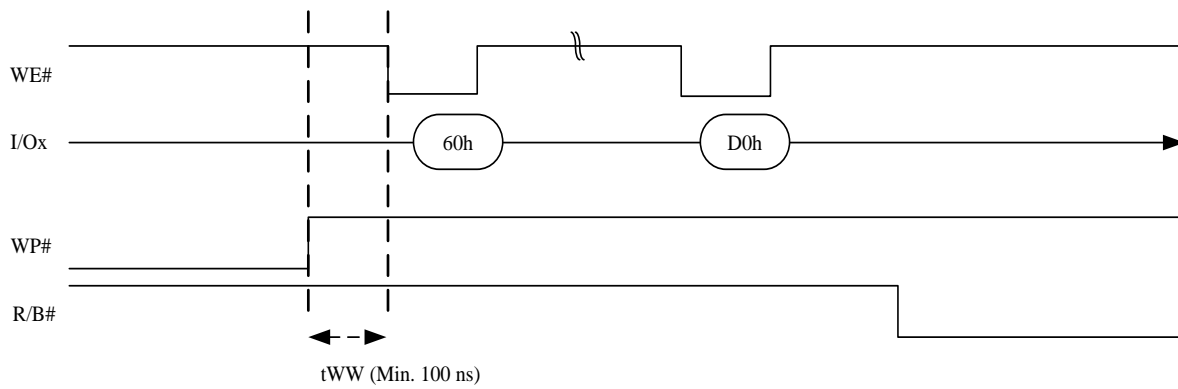 WE#
I/Ox
60h
D0h
WP#
R/B#
tWW (Min. 100 ns)